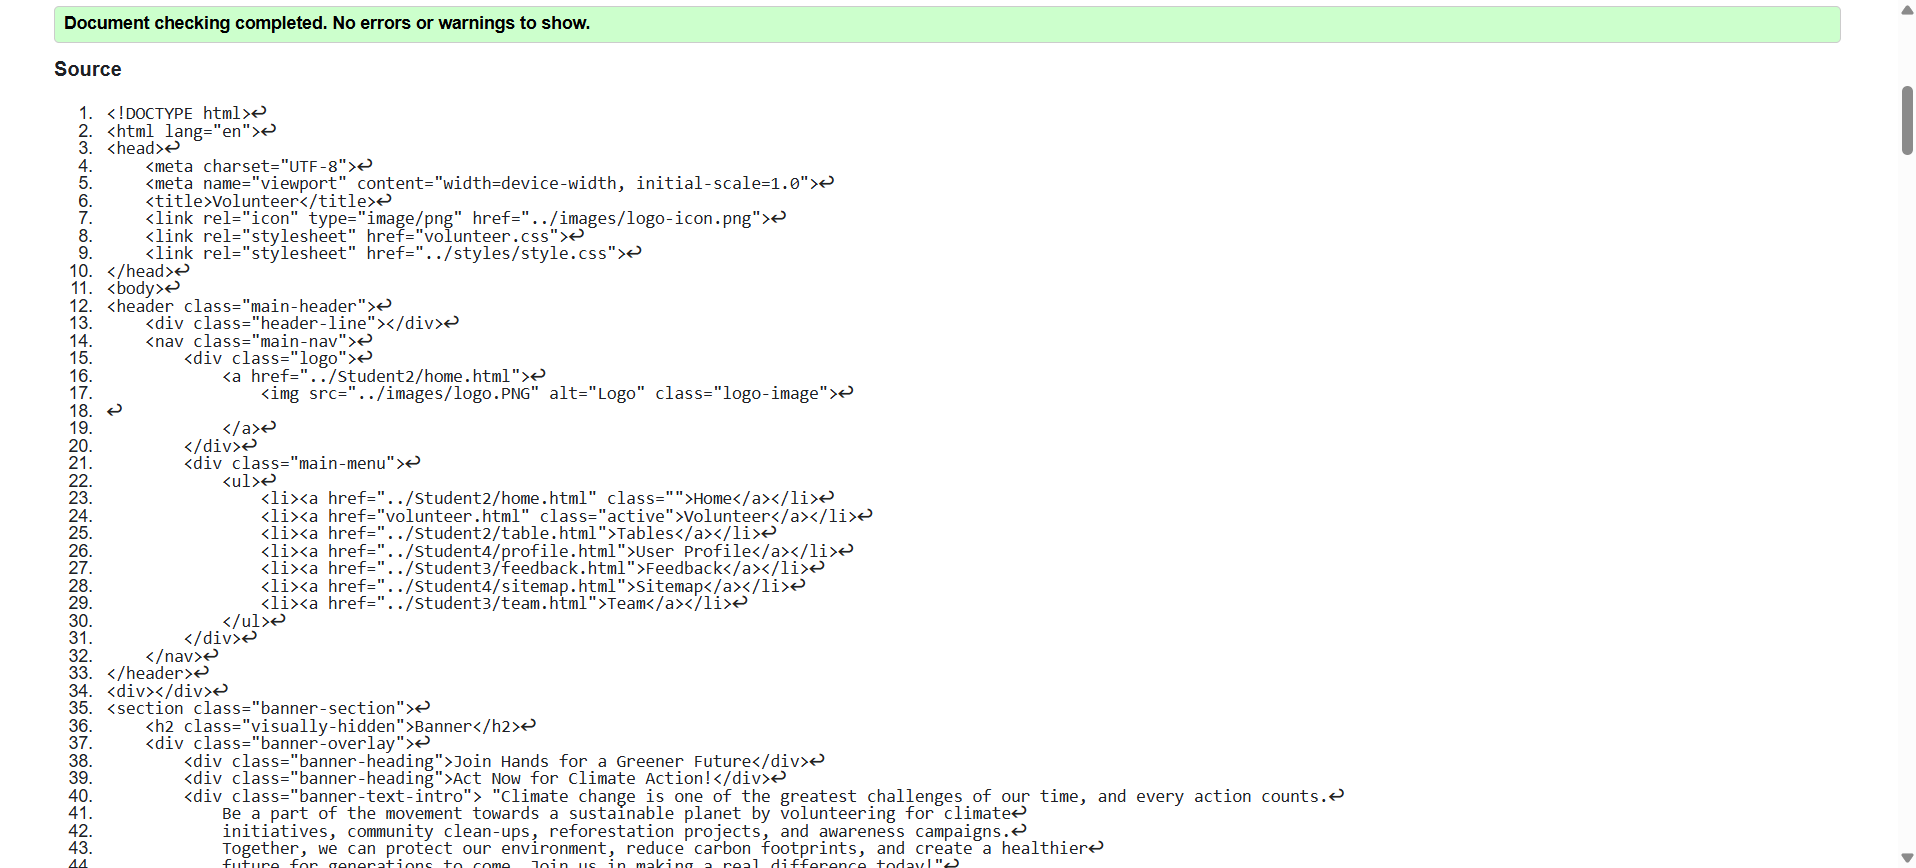 Document checking completed. No errors or warnings to show.
Source
1. <!DOCTYPE html>↩
2. <html lang="en">↩
3. <head>↩
4.     <meta charset="UTF-8">↩
5.     <meta name="viewport" content="width=device-width, initial-scale=1.0">↩
6.     <title>Volunteer</title>↩
7.     <link rel="icon" type="image/png" href="../images/logo-icon.png">↩
8.     <link rel="stylesheet" href="volunteer.css">↩
9.     <link rel="stylesheet" href="../styles/style.css">↩
10. </head>↩
11. <body>↩
12. <header class="main-header">↩
13.     <div class="header-line"></div>↩
14.     <nav class="main-nav">↩
15.         <div class="logo">↩
16.             <a href="../Student2/home.html">↩
17.                 <img src="../images/logo.PNG" alt="Logo" class="logo-image">↩
18. ↩
19.             </a>↩
20.         </div>↩
21.         <div class="main-menu">↩
22.             <ul>↩
23.                 <li><a href="../Student2/home.html" class="">Home</a></li>↩
24.                 <li><a href="volunteer.html" class="active">Volunteer</a></li>↩
25.                 <li><a href="../Student2/table.html">Tables</a></li>↩
26.                 <li><a href="../Student4/profile.html">User Profile</a></li>↩
27.                 <li><a href="../Student3/feedback.html">Feedback</a></li>↩
28.                 <li><a href="../Student4/sitemap.html">Sitemap</a></li>↩
29.                 <li><a href="../Student3/team.html">Team</a></li>↩
30.             </ul>↩
31.         </div>↩
32.     </nav>↩
33. </header>↩
34. <div></div>↩
35. <section class="banner-section">↩
36.     <h2 class="visually-hidden">Banner</h2>↩
37.     <div class="banner-overlay">↩
38.         <div class="banner-heading">Join Hands for a Greener Future</div>↩
39.         <div class="banner-heading">Act Now for Climate Action!</div>↩
40.         <div class="banner-text-intro"> "Climate change is one of the greatest challenges of our time, and every action counts.↩
41.             Be a part of the movement towards a sustainable planet by volunteering for climate↩
42.             initiatives, community clean-ups, reforestation projects, and awareness campaigns.↩
43.             Together, we can protect our environment, reduce carbon footprints, and create a healthier↩
44.             future for generations to come. Join us in making a real difference today!"↩